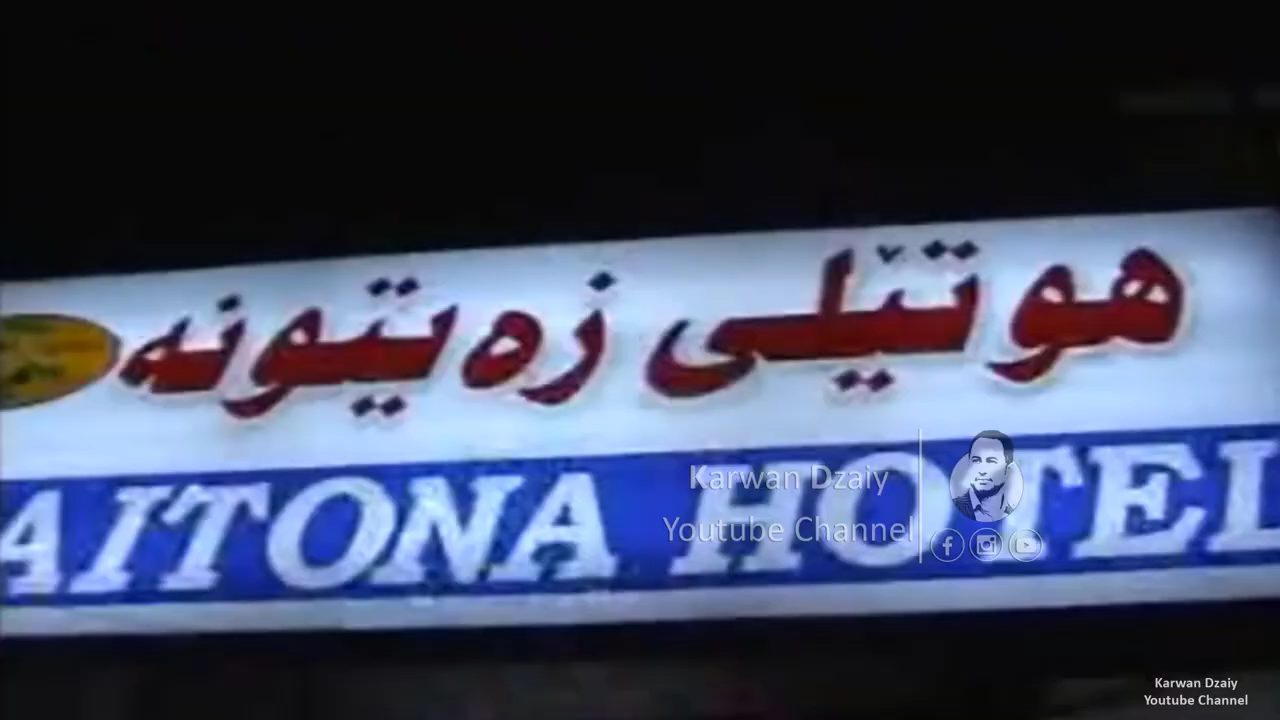 هوتێلی زەیتونە
AITONA HOTEL
Karwan Dzaiy
Youtube Channel
Karwan Dzaiy
Youtube Channel